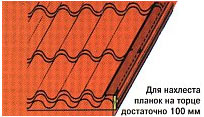 Для нахлеста
планок на торце
достаточно 100 мм